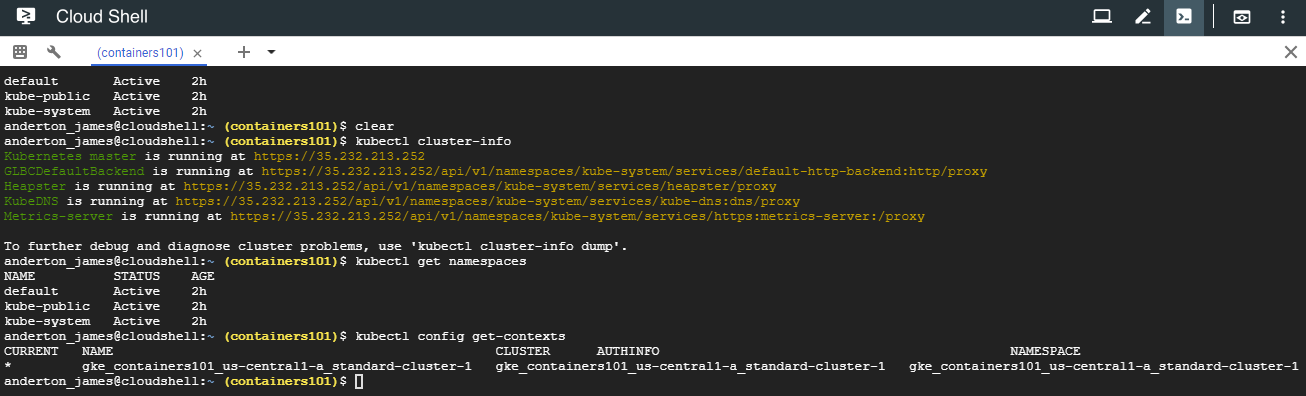 Cloud Shell
(containers101)
default       Active    2h
kube-public   Active    2h
kube-system   Active    2h
anderton_james@cloudshell:~ (containers101)$ clear
anderton_james@cloudshell:~ (containers101)$ kubectl cluster-info
Kubernetes master is running at https://35.232.213.252
GLBCDefaultBackend is running at https://35.232.213.252/api/v1/namespaces/kube-system/services/default-http-backend:http/proxy
Heapster is running at https://35.232.213.252/api/v1/namespaces/kube-system/services/heapster/proxy
KubeDNS is running at https://35.232.213.252/api/v1/namespaces/kube-system/services/kube-dns:dns/proxy
Metrics-server is running at https://35.232.213.252/api/v1/namespaces/kube-system/services/https:metrics-server:/proxy
To further debug and diagnose cluster problems, use 'kubectl cluster-info dump'.
anderton_james@cloudshell:~ (containers101)$ kubectl get namespaces
NAME          STATUS    AGE
default       Active    2h
kube-public   Active    2h
kube-system   Active    2h
anderton_james@cloudshell:~ (containers101)$ kubectl config get-contexts
CURRENT   NAME                                                 CLUSTER      AUTHINFO                                             NAMESPACE
*         gke_containers101_us-central1-a_standard-cluster-1   gke_containers101_us-central1-a_standard-cluster-1   gke_containers101_us-central1-a_standard-cluster-1
anderton_james@cloudshell:~ (containers101)$